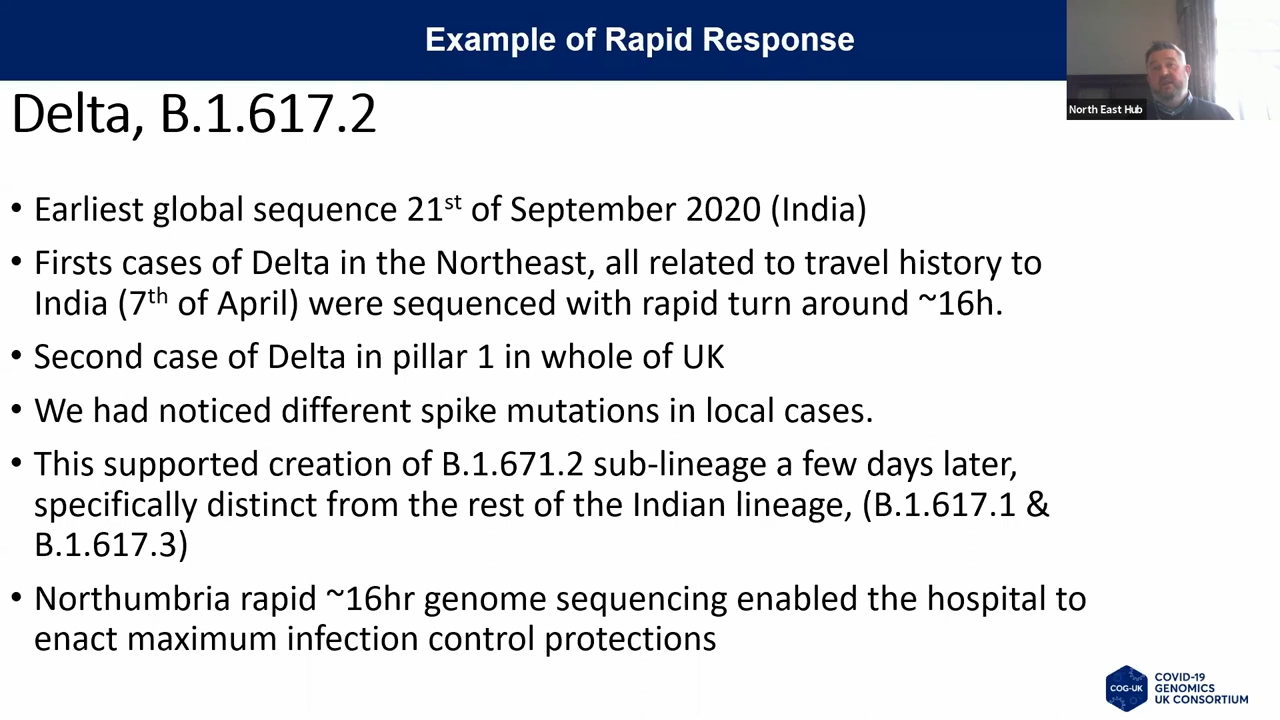 Example of Rapid Response
North East Hub
Delta, B.1.617.2
• Earliest global sequence 21st of September 2020 (India)
• Firsts cases of Delta in the Northeast, all related to travel history to
India (7th of April) were sequenced with rapid turn around ~16h.
• Second case of Delta in pillar 1 in whole of UK
• We had noticed different spike mutations in local cases.
• This supported creation of B.1.671.2 sub-lineage a few days later,
specifically distinct from the rest of the Indian lineage, (B.1.617.1 &
B.1.617.3)
• Northumbria rapid ~16hr genome sequencing enabled the hospital to
enact maximum infection control protections
COG-UK
COVID-19
GENOMICS
UK CONSORTIUM